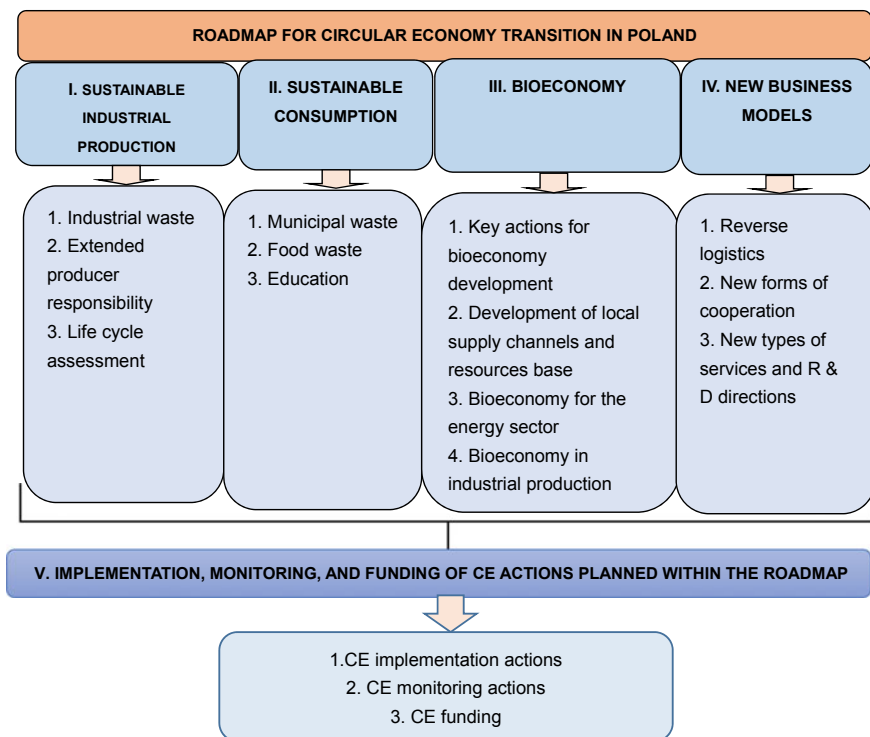 ROADMAP FOR CIRCULAR ECONOMY TRANSITION IN POLAND
I. SUSTAINABLE
INDUSTRIAL
PRODUCTION
II. SUSTAINABLE
CONSUMPTION
III. BIOECONOMY
IV. NEW BUSINESS
MODELS
1. Industrial waste
2. Extended
producer
responsibility
3. Life cycle
assessment
1. Municipal waste
2. Food waste
3. Education
1. Key actions for
bioeconomy
development
2. Development of local
supply channels and
resources base
3. Bioeconomy for the
energy sector
4. Bioeconomy in
industrial production
1. Reverse
logistics
2. New forms of
cooperation
3. New types of
services and R &
D directions
V. IMPLEMENTATION, MONITORING, AND FUNDING OF CE ACTIONS PLANNED WITHIN THE ROADMAP
1.CE implementation actions
2. CE monitoring actions
3. CE funding